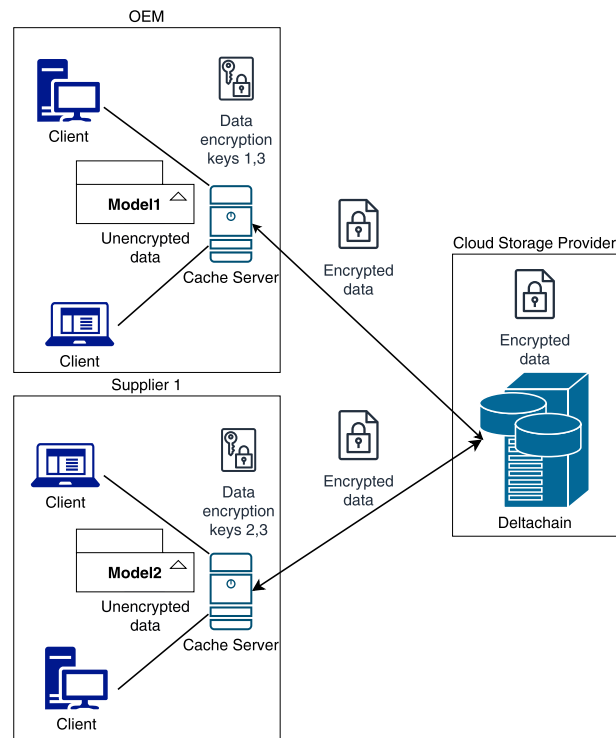 OEM
Client
Data
encryption
keys 1,3
Model1
Unencrypted
data
Cache Server
Client
Encrypted
data
Cloud Storage Provider
Encrypted
data
Deltachain
Supplier 1
Client
Data
encryption
keys 2,3
Model2
Unencrypted
data
Cache Server
Client
Encrypted
data